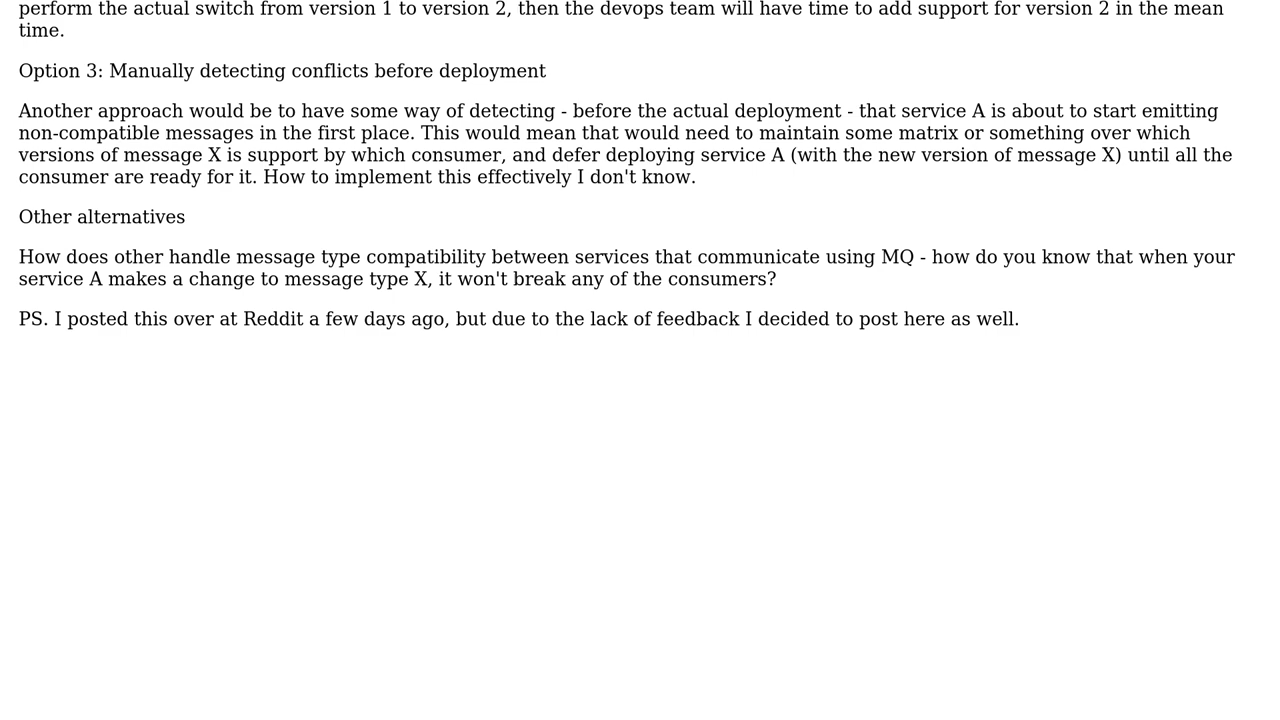 perform the actual switch from version 1 to version 2, then the devops team will have time to add support for version 2 in the mean
time.
Option 3: Manually detecting conflicts before deployment
Another approach would be to have some way of detecting - before the actual deployment - that service A is about to start emitting
non-compatible messages in the first place. This would mean that would need to maintain some matrix or something over which
versions of message X is support by which consumer, and defer deploying service A (with the new version of message X) until all the
consumer are ready for it. How to implement this effectively I don't know.
Other alternatives
How does other handle message type compatibility between services that communicate using MQ - how do you know that when your
service A makes a change to message type X, it won't break any of the consumers?
PS. I posted this over at Reddit a few days ago, but due to the lack of feedback I decided to post here as well.